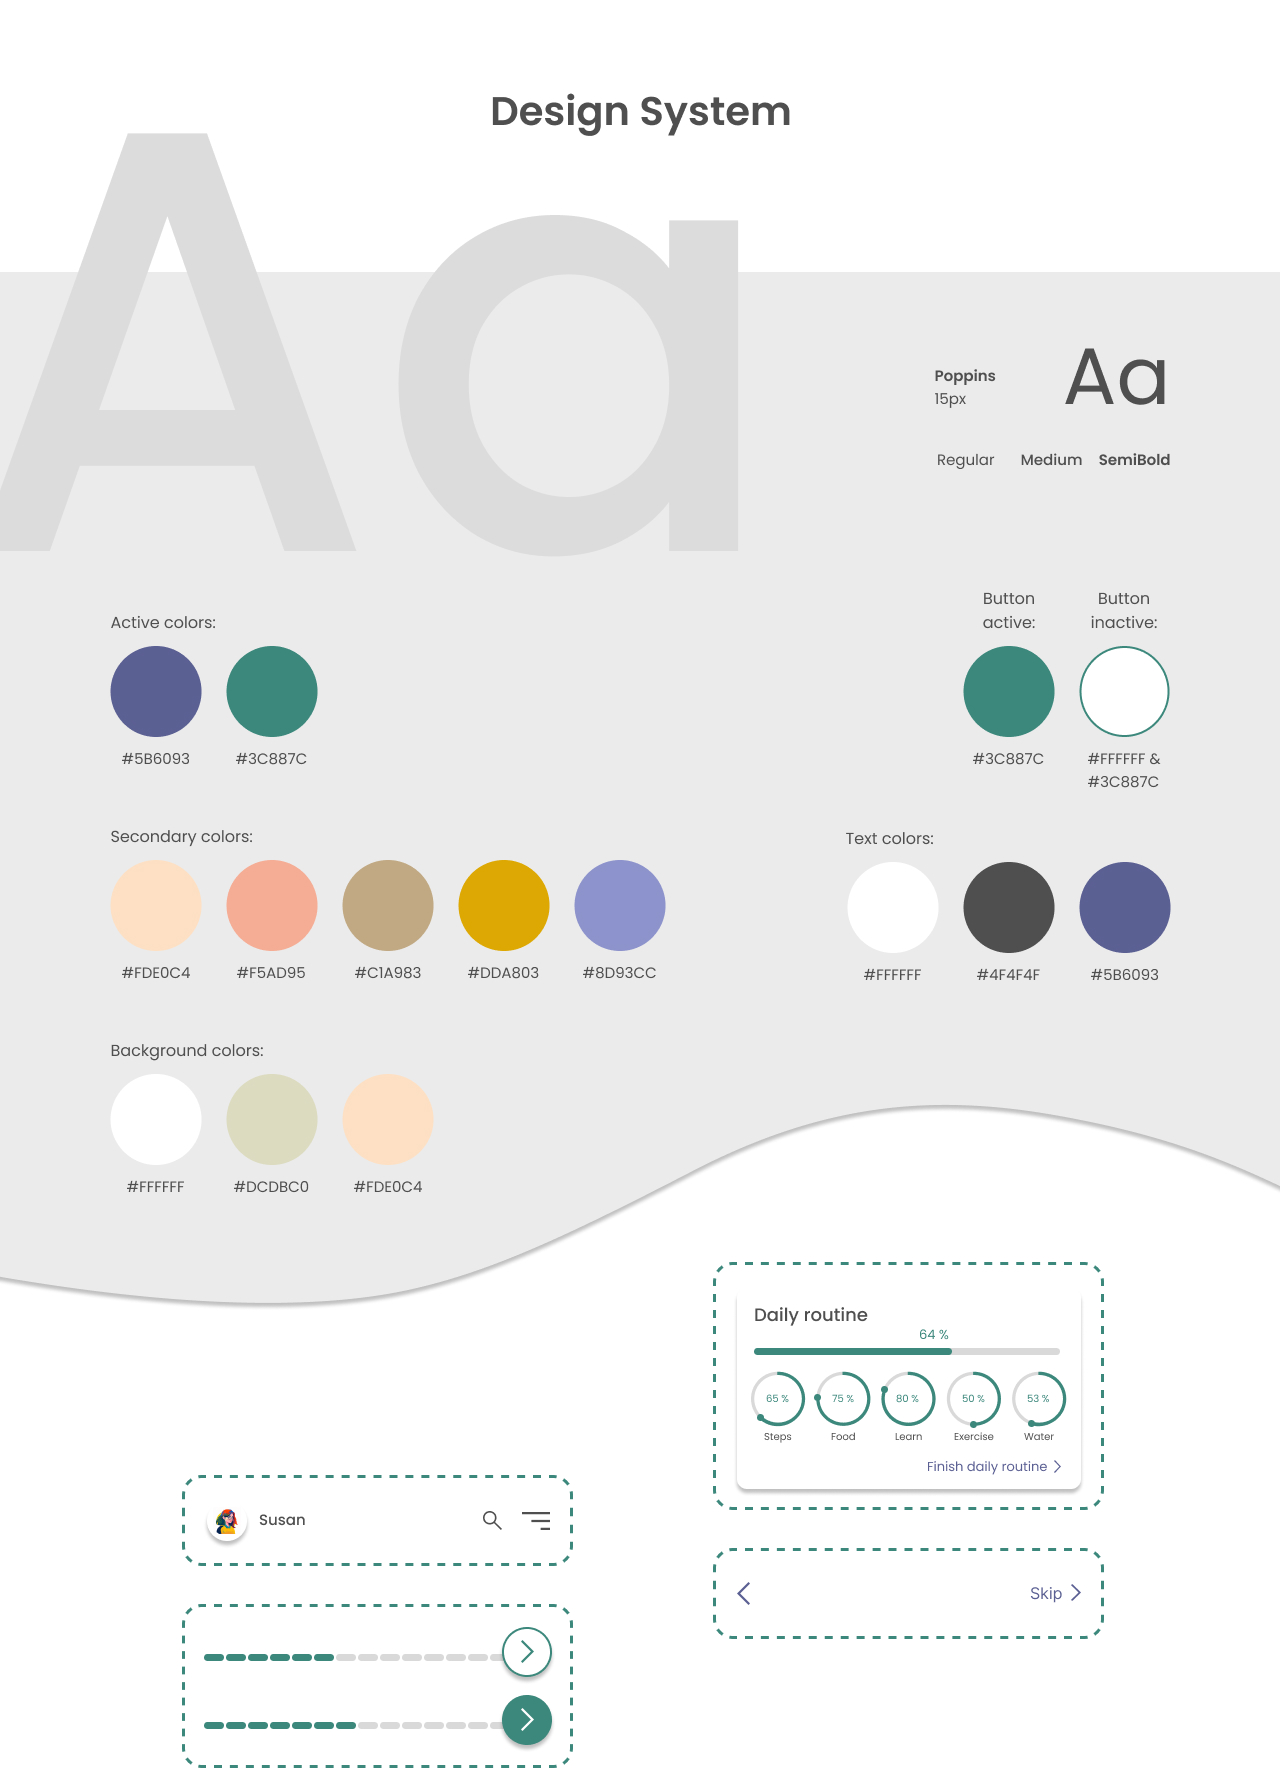 Design System
Aa
Poppins
15px
Aa
Regular Medium SemiBold
Active colors:
#5B6093 #3C887C
Button
active:
#3C887C
Button
inactive:
#FFFFFF &
#3C887C
Secondary colors:
#FDE0C4 #F5AD95 #C1A983 #DDA803 #8D93CC
Text colors:
#FFFFFF #4F4F4F #5B6093
Background colors:
#FFFFFF #DCDBC0 #FDE0C4
Daily routine
64 %
65 % 75 % 80 % 50 % 53 %
Steps Food Learn Exercise Water
Finish daily routine
Susan
Skip